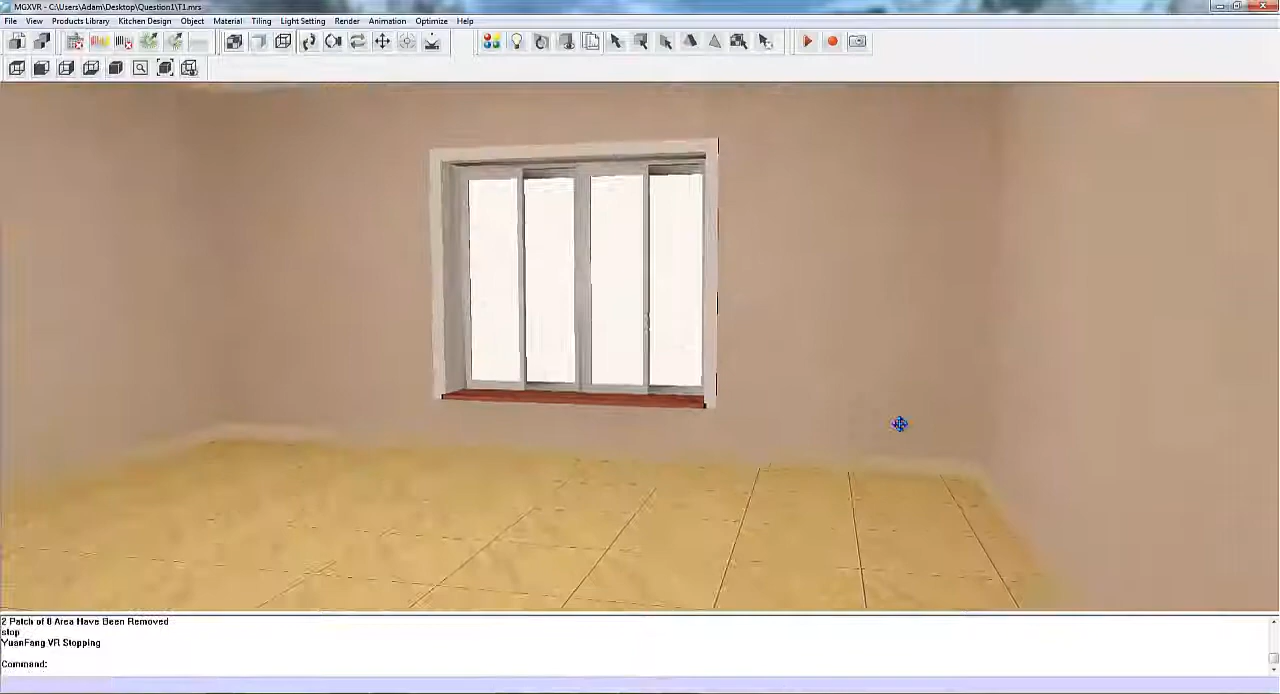 MGXVR - C:\Users\Adam\Desktop\Question1\T1.mrs
File View Products Library Kitchen Design Object Material Tiling Light Setting Render Animation Optimize Help
2 Patch of 0 Area Have Been Removed
stop
YuanFang VR Stopping
Command: